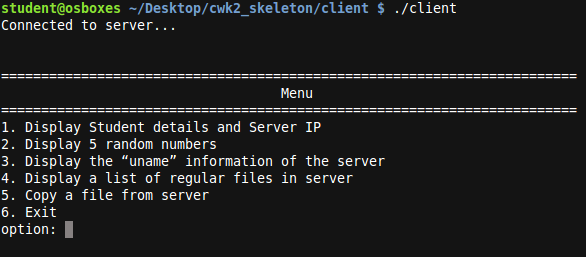 student@osboxes ~/Desktop/cwk2_skeleton/client $ ./client
Connected to server...
========================================================================
Menu
========================================================================
1. Display Student details and Server IP
2. Display 5 random numbers
3. Display the “uname” information of the server
4. Display a list of regular files in server
5. Copy a file from server
6. Exit
option: